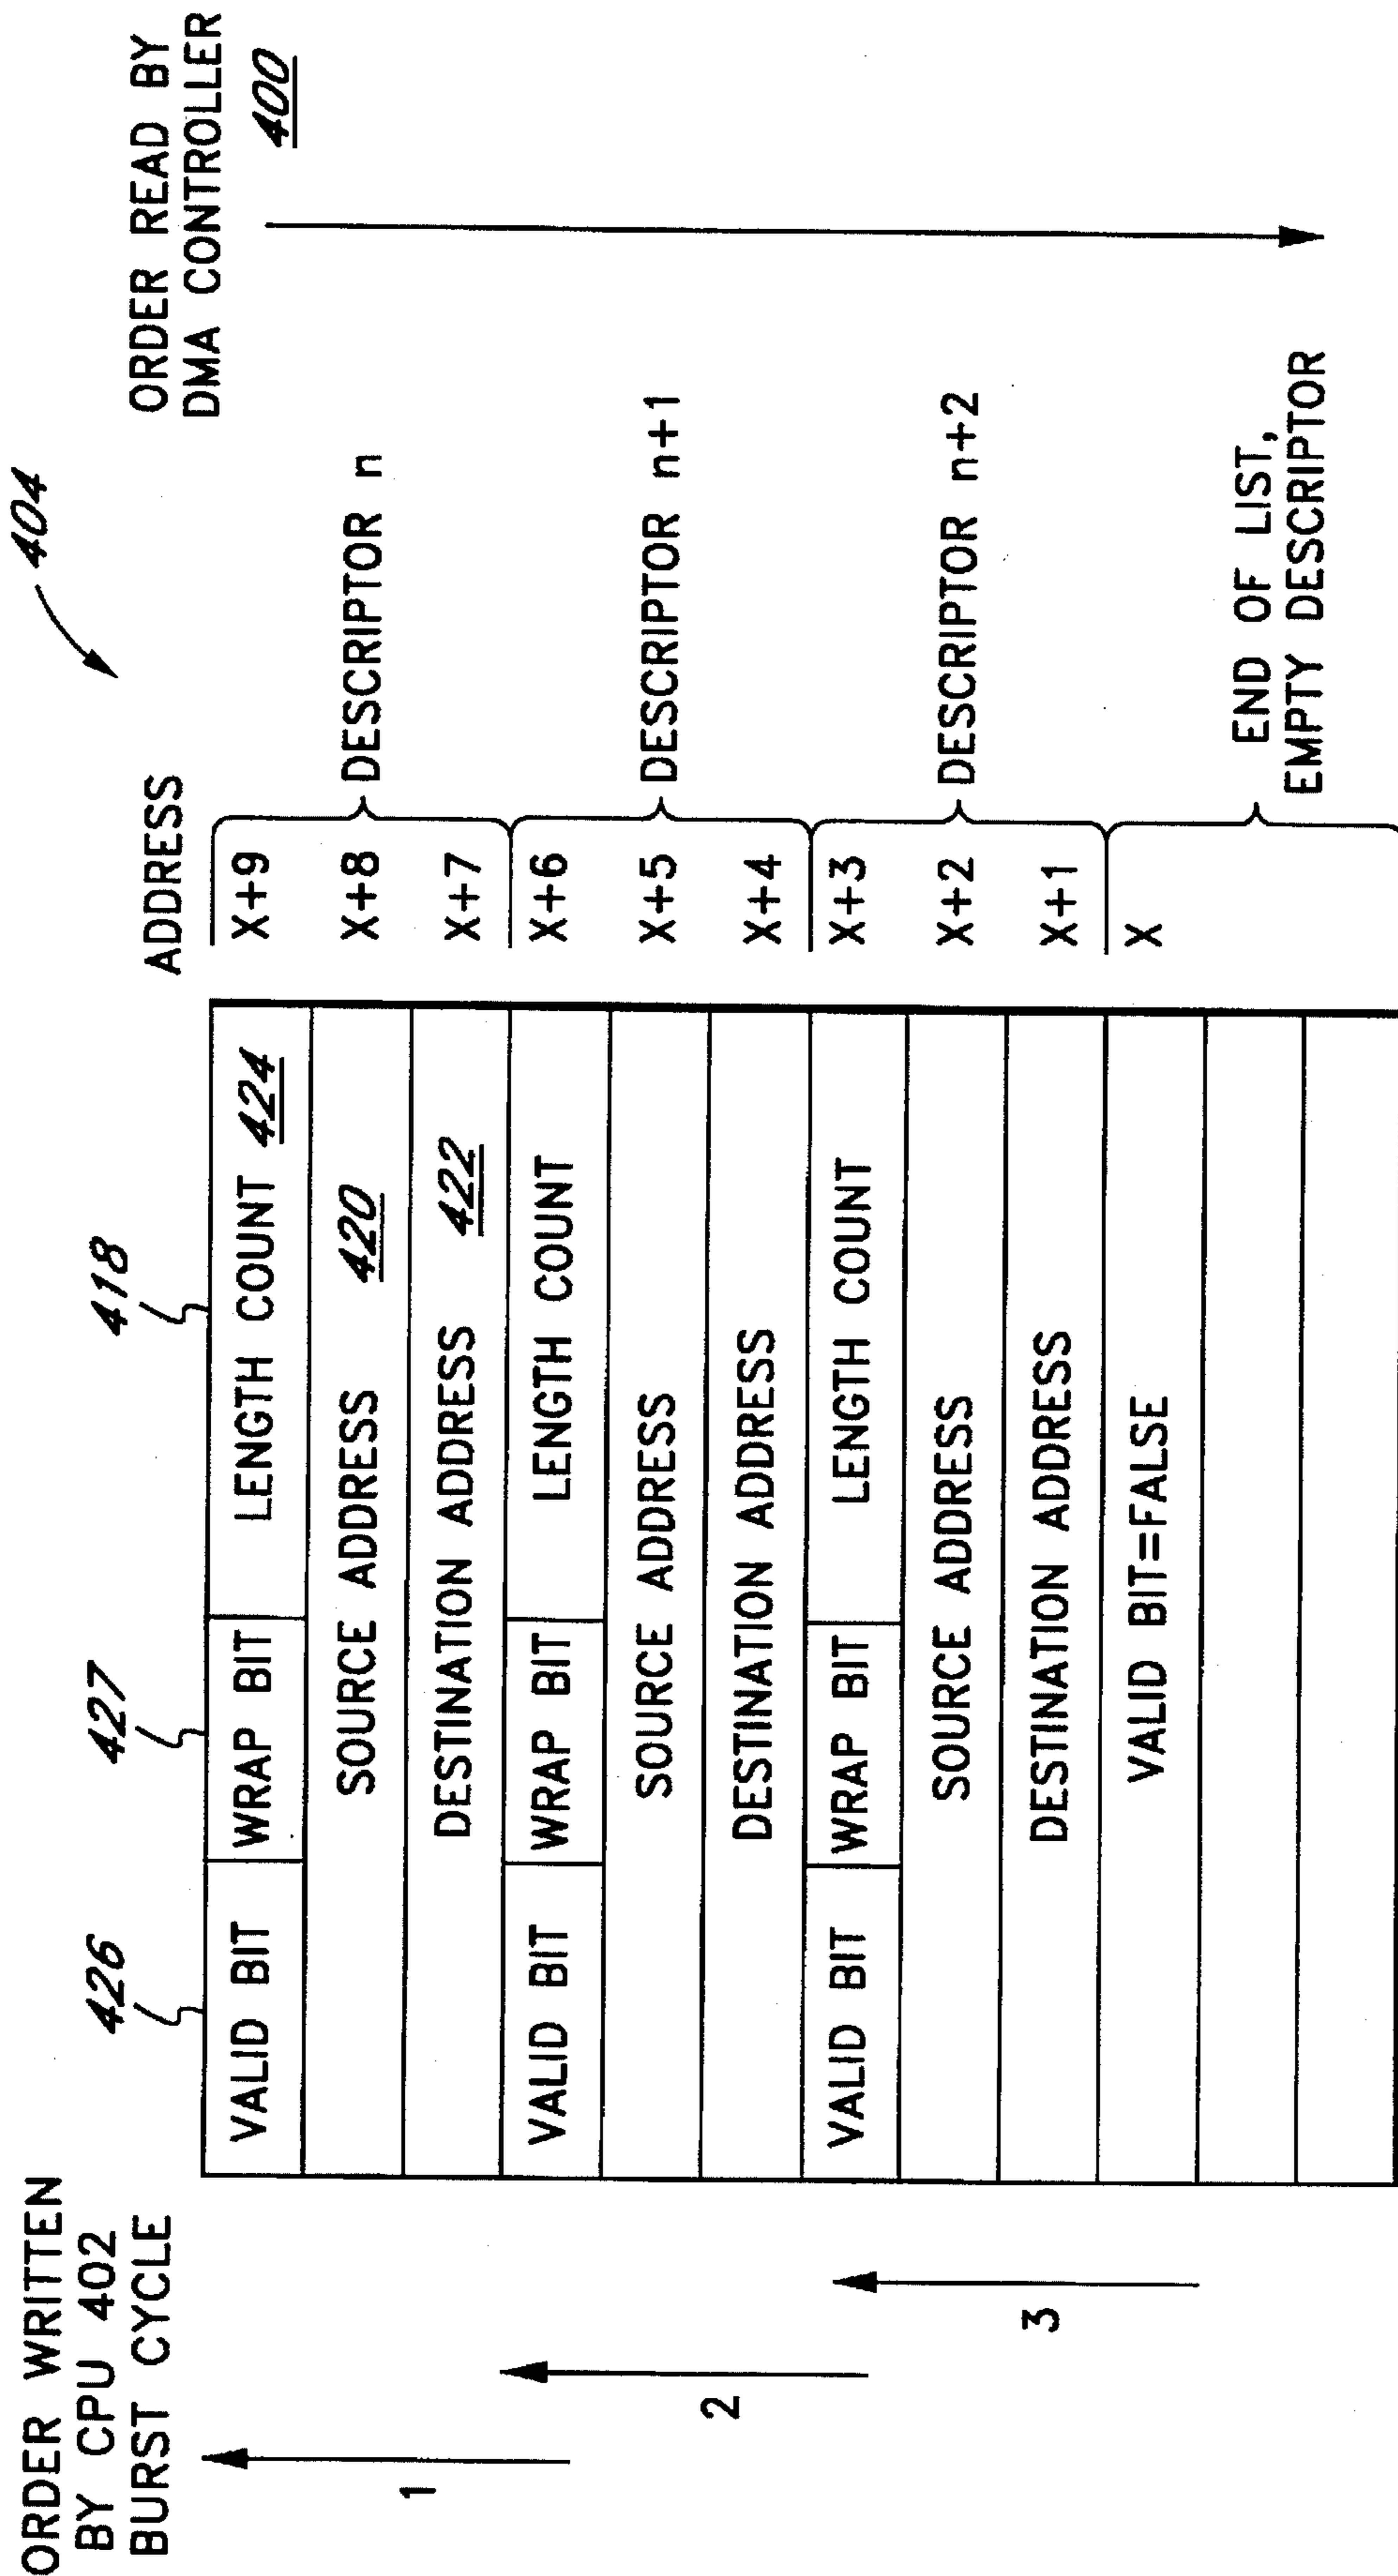 404
ORDER WRITTEN
BY CPU 402
BURST CYCLE
426
427
418
ADDRESS
ORDER READ BY
DMA CONTROLLER
400
VALID BIT
WRAP BIT
LENGTH COUNT 424
X+9
SOURCE ADDRESS 420
X+8
DESCRIPTOR n
DESTINATION ADDRESS 422
X+7
1
VALID BIT
WRAP BIT
LENGTH COUNT
X+6
SOURCE ADDRESS
X+5
DESCRIPTOR n+1
DESTINATION ADDRESS
X+4
2
VALID BIT
WRAP BIT
LENGTH COUNT
X+3
SOURCE ADDRESS
X+2
DESCRIPTOR n+2
DESTINATION ADDRESS
X+1
3
VALID BIT=FALSE
X
END OF LIST,
EMPTY DESCRIPTOR